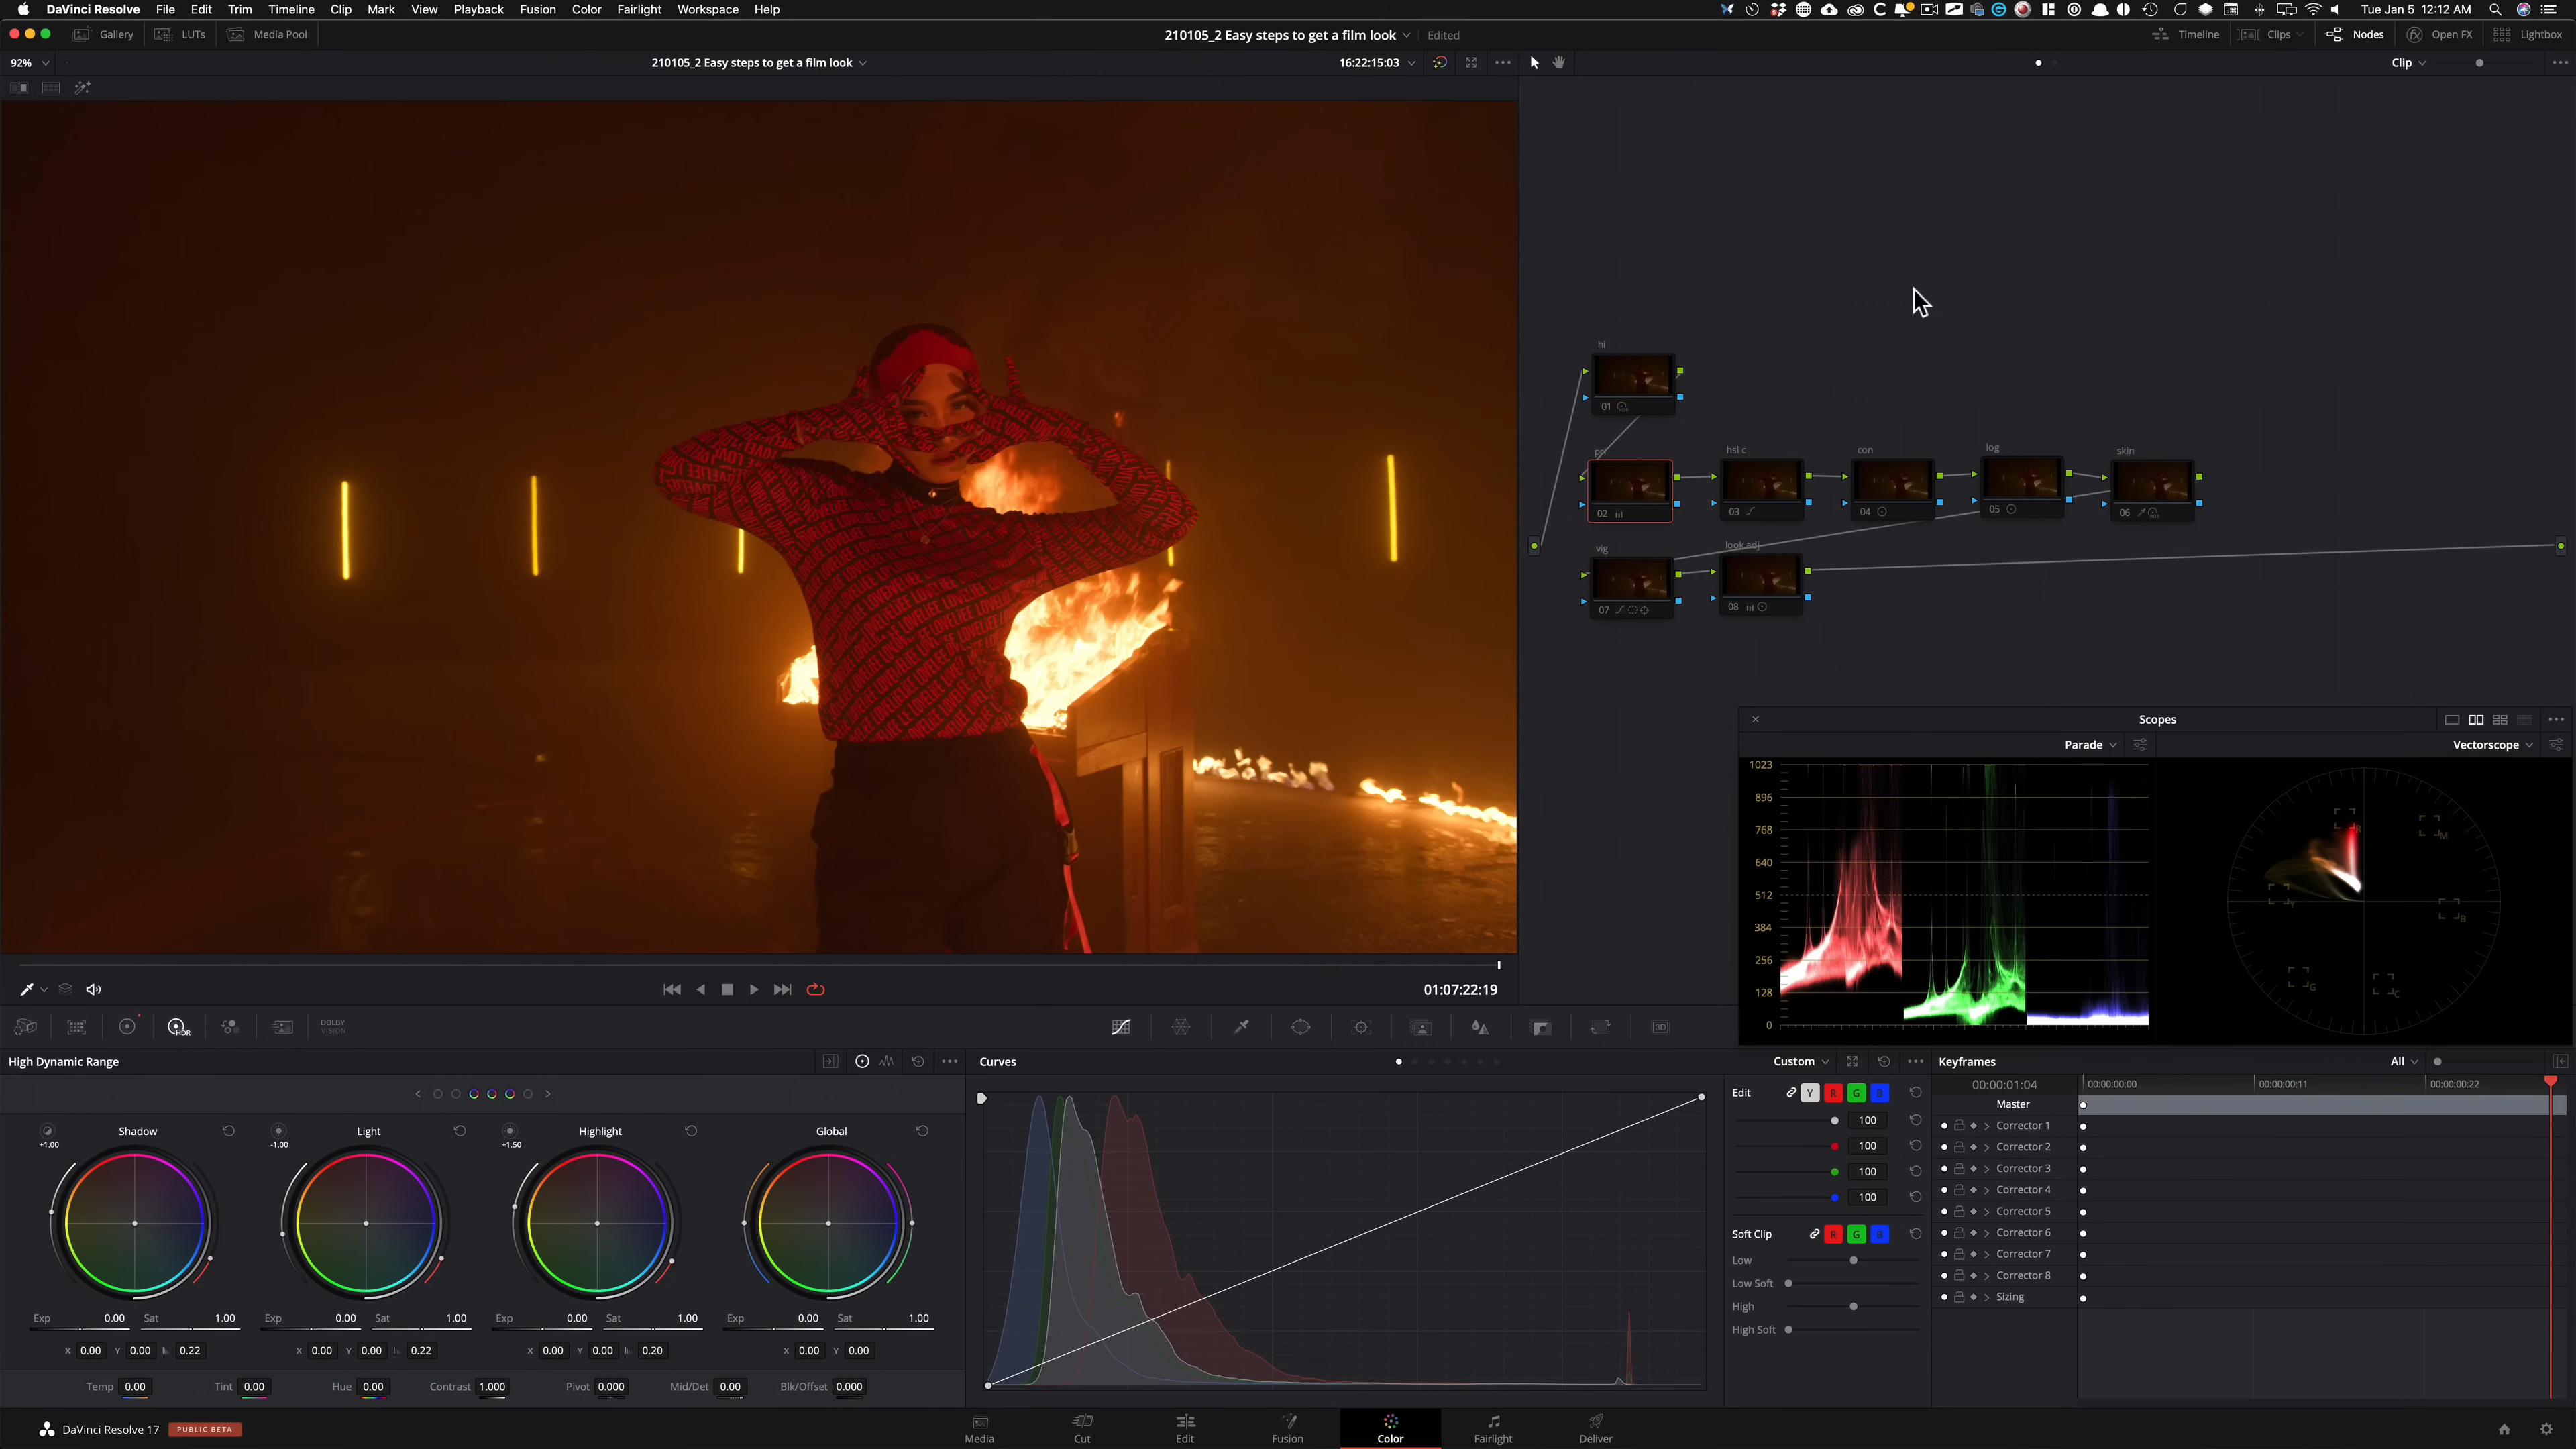 DaVinci Resolve File Edit Trim Timeline Clip Mark View Playback Fusion Color Fairlight Workspace Help Tue Jan 5 12:12 AM
Gallery LUTs Media Pool 210105_2 Easy steps to get a film look Edited Timeline Clips Nodes Open FX Lightbox
92% 210105_2 Easy steps to get a film look 16:22:15:03 Clip
hi
01
pri hsl c con log skin
02 03 04 05 06
vig look adj
07 08
Scopes
Parade Vectorscope
1023
896
768
640
512
384
256
128
0
R M B C G Y
01:07:22:19
HDR DOLBY VISION 3D
High Dynamic Range Curves Custom Keyframes All
00:00:01:04 00:00:00:00 00:00:00:11 00:00:00:22
Edit Y R G B
100
100
100
100
Soft Clip R G B
Low
Low Soft
High
High Soft
Master
Corrector 1
Corrector 2
Corrector 3
Corrector 4
Corrector 5
Corrector 6
Corrector 7
Corrector 8
Sizing
Shadow Light Highlight Global
+1.00 -1.00 +1.50
Exp 0.00 Sat 1.00 Exp 0.00 Sat 1.00 Exp 0.00 Sat 1.00 Exp 0.00 Sat 1.00
X 0.00 Y 0.00 0.22 X 0.00 Y 0.00 0.22 X 0.00 Y 0.00 0.20 X 0.00 Y 0.00
Temp 0.00 Tint 0.00 Hue 0.00 Contrast 1.000 Pivot 0.000 Mid/Det 0.00 Blk/Offset 0.000
DaVinci Resolve 17 PUBLIC BETA Media Cut Edit Fusion Color Fairlight Deliver